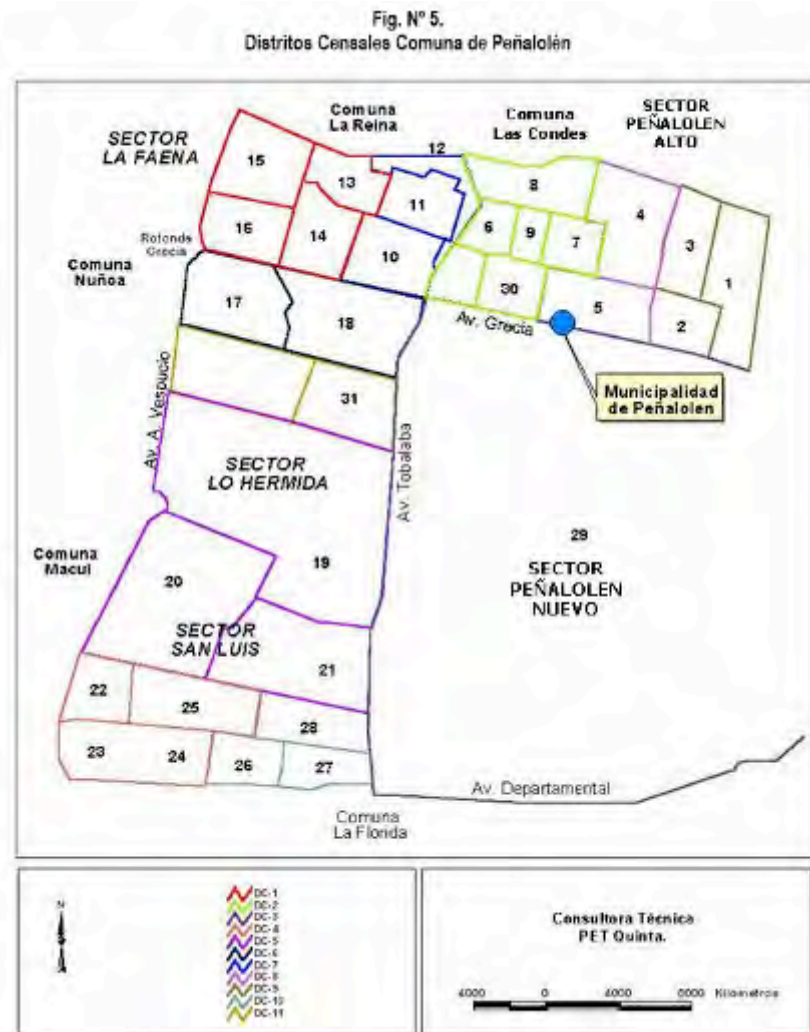 Fig. Nº 5.
Distritos Censales Comuna de Peñalolén
SECTOR
LA FAENA
Comuna
La Reina
Comuna
Las Condes
SECTOR
PEÑALOLEN
ALTO
12
15
13
8
11
4
16
14
6
9
7
3
1
Rotonda
Grecia
10
Comuna
Nuñoa
17
18
30
5
2
Av. Grecia
Municipalidad
de Peñalolen
31
Av. A. Vespucio
SECTOR
LO HERMIDA
Av. Tobalaba
Comuna
Macul
29
SECTOR
PEÑALOLEN
NUEVO
20
19
SECTOR
SAN LUIS
21
22
25
28
23
24
26
27
Av. Departamental
Comuna
La Florida
N
DC-1
DC-2
DC-3
DC-4
DC-5
DC-6
DC-7
DC-8
DC-9
DC-10
DC-11
Consultora Técnica
PET Quinta.
4000 0 4000 8000 Kilometros